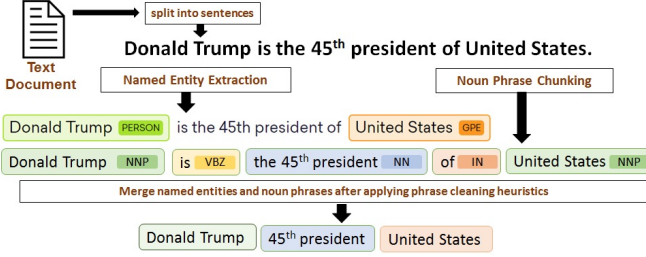 split into sentences
Text
Document
Donald Trump is the 45th president of United States.
Named Entity Extraction
Noun Phrase Chunking
Donald Trump PERSON is the 45th president of United States GPE
Donald Trump NNP is VBZ the 45th president NN of IN United States NNP
Merge named entities and noun phrases after applying phrase cleaning heuristics
Donald Trump 45th president United States